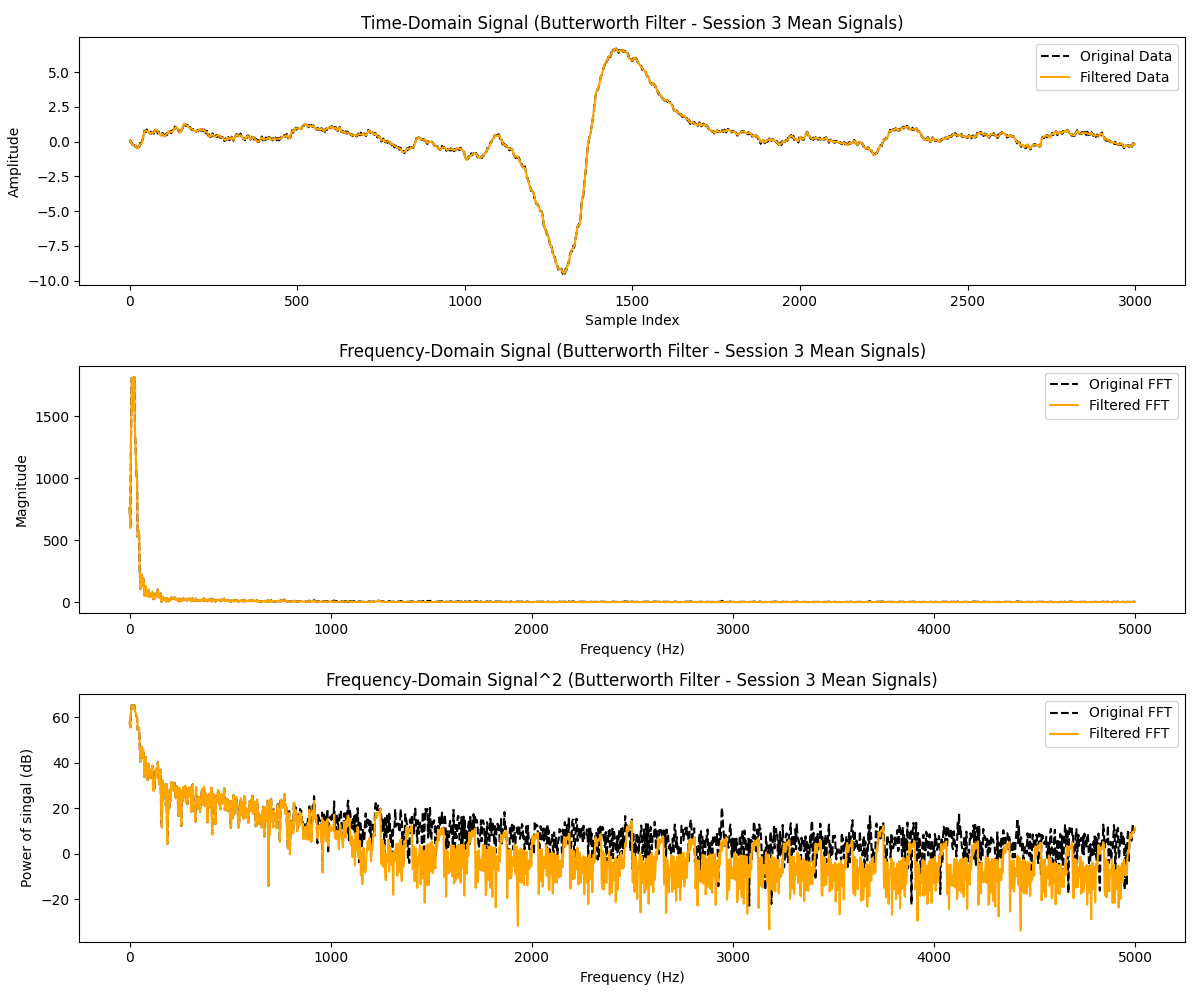 Time-Domain Signal (Butterworth Filter - Session 3 Mean Signals)
Original Data
Filtered Data
5.0
2.5
0.0
−2.5
−5.0
−7.5
−10.0
Amplitude
0 500 1000 1500 2000 2500 3000
Sample Index
Frequency-Domain Signal (Butterworth Filter - Session 3 Mean Signals)
Original FFT
Filtered FFT
1500
1000
500
0
Magnitude
0 1000 2000 3000 4000 5000
Frequency (Hz)
Frequency-Domain Signal^2 (Butterworth Filter - Session 3 Mean Signals)
Original FFT
Filtered FFT
60
40
20
0
−20
Power of singal (dB)
0 1000 2000 3000 4000 5000
Frequency (Hz)